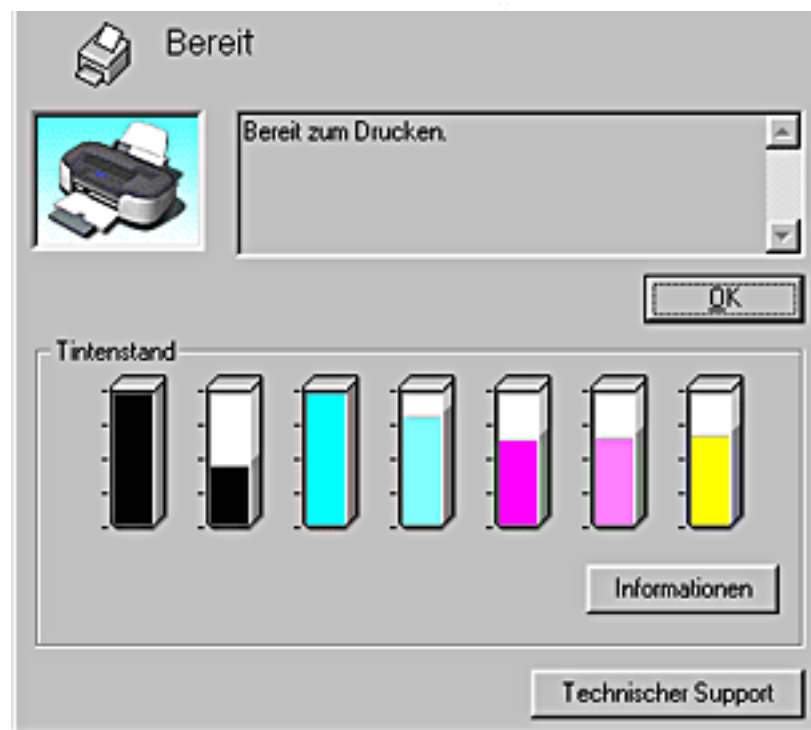 Bereit
Bereit zum Drucken.
OK
Tintenstand
Informationen
Technischer Support